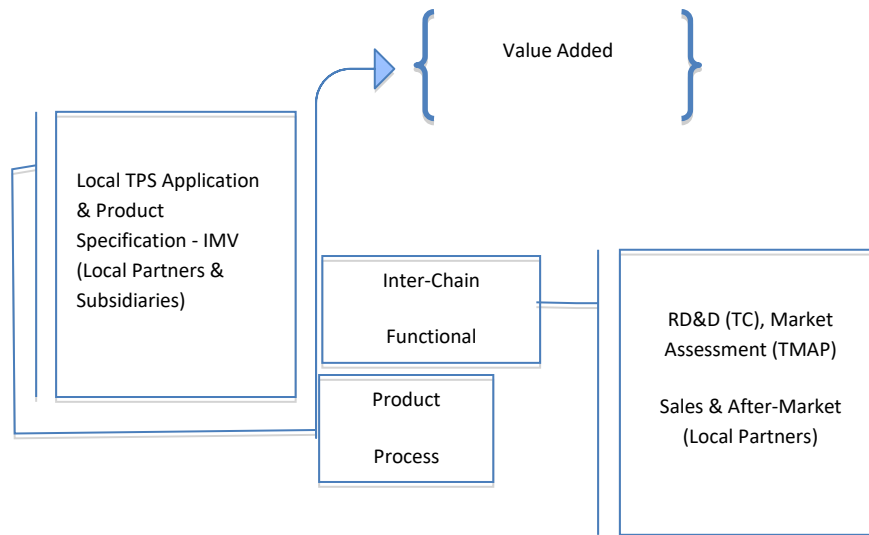 Value Added
Local TPS Application
& Product
Specification - IMV
(Local Partners &
Subsidiaries)
Inter-Chain
Functional
Product
Process
RD&D (TC), Market
Assessment (TMAP)
Sales & After-Market
(Local Partners)